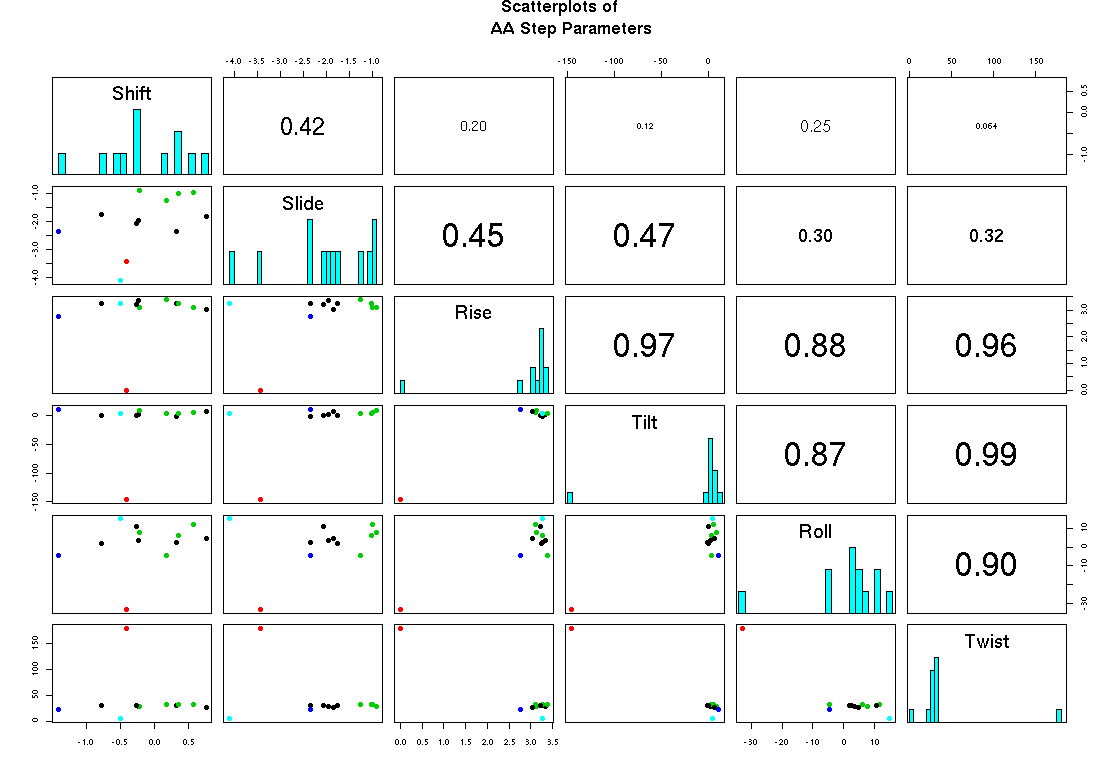 Scatterplots of
AA Step Parameters
-4.0 -3.5 -3.0 -2.5 -2.0 -1.5 -1.0
-150 -100 -50 0
0 50 100 150
Shift
0.42
0.20
0.12
0.25
0.064
-1.0 0.0 0.5
-4.0 -3.0 -2.0 -1.0
Slide
0.45
0.47
0.30
0.32
Rise
0.97
0.88
0.96
0.0 1.0 2.0 3.0
-150 -100 -50 0
Tilt
0.87
0.99
Roll
0.90
-30 -10 0 10
0 50 100 150
Twist
-1.0 -0.5 0.0 0.5
0.0 0.5 1.0 1.5 2.0 2.5 3.0 3.5
-30 -20 -10 0 10